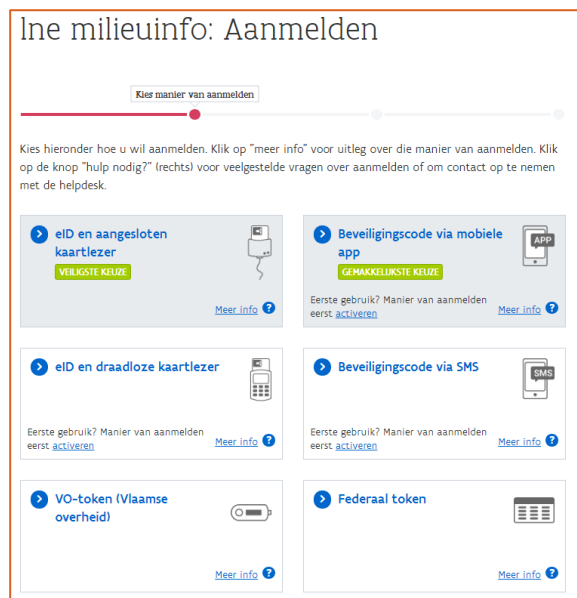 lne milieuinfo: Aanmelden
Kies manier van aanmelden
Kies hieronder hoe u wil aanmelden. Klik op "meer info" voor uitleg over die manier van aanmelden. Klik
op de knop "hulp nodig?" (rechts) voor veelgestelde vragen over aanmelden of om contact op te nemen
met de helpdesk.
eID en aangesloten
kaartlezer
VEILIGSTE KEUZE
Meer info ?
Beveiligingscode via mobiele
app
APP
GEMAKKELIJKSTE KEUZE
Eerste gebruik? Manier van aanmelden
eerst activeren
Meer info ?
eID en draadloze kaartlezer
Eerste gebruik? Manier van aanmelden
eerst activeren
Meer info ?
Beveiligingscode via SMS
SMS
Eerste gebruik? Manier van aanmelden
eerst activeren
Meer info ?
VO-token (Vlaamse
overheid)
Meer info ?
Federaal token
Meer info ?